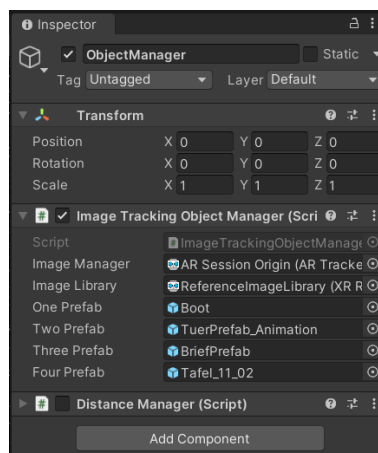 Inspector
ObjectManager Static
Tag Untagged Layer Default
Transform
Position X 0 Y 0 Z 0
Rotation X 0 Y 0 Z 0
Scale X 1 Y 1 Z 1
# Image Tracking Object Manager (Scri
Script # ImageTrackingObjectManage
Image Manager AR Session Origin (AR Tracke
Image Library ReferenceImageLibrary (XR R
One Prefab Boot
Two Prefab TuerPrefab_Animation
Three Prefab BriefPrefab
Four Prefab Tafel_11_02
# Distance Manager (Script)
Add Component